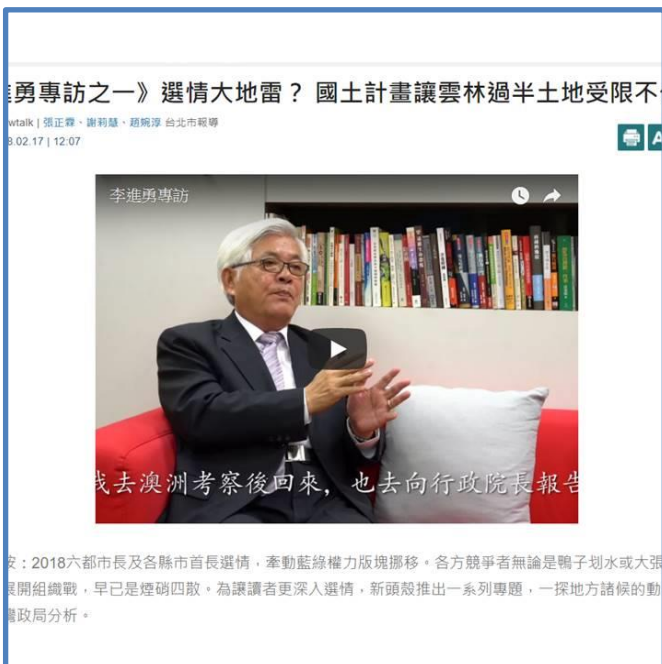 勇專訪之一》選情大地雷？ 國土計畫讓雲林過半土地受限不
wtalk | 張正霖、謝莉慧、趙婉淳 台北市報導
8.02.17 | 12:07
李進勇專訪
我去澳洲考察後回來，也去向行政院長報告
安：2018六都市長及各縣市首長選情，牽動藍綠權力版塊挪移。各方競爭者無論是鴨子划水或大張
展開組織戰，早已是煙硝四散。為讓讀者更深入選情，新頭殼推出一系列專題，一探地方諸候的動
灣政局分析。